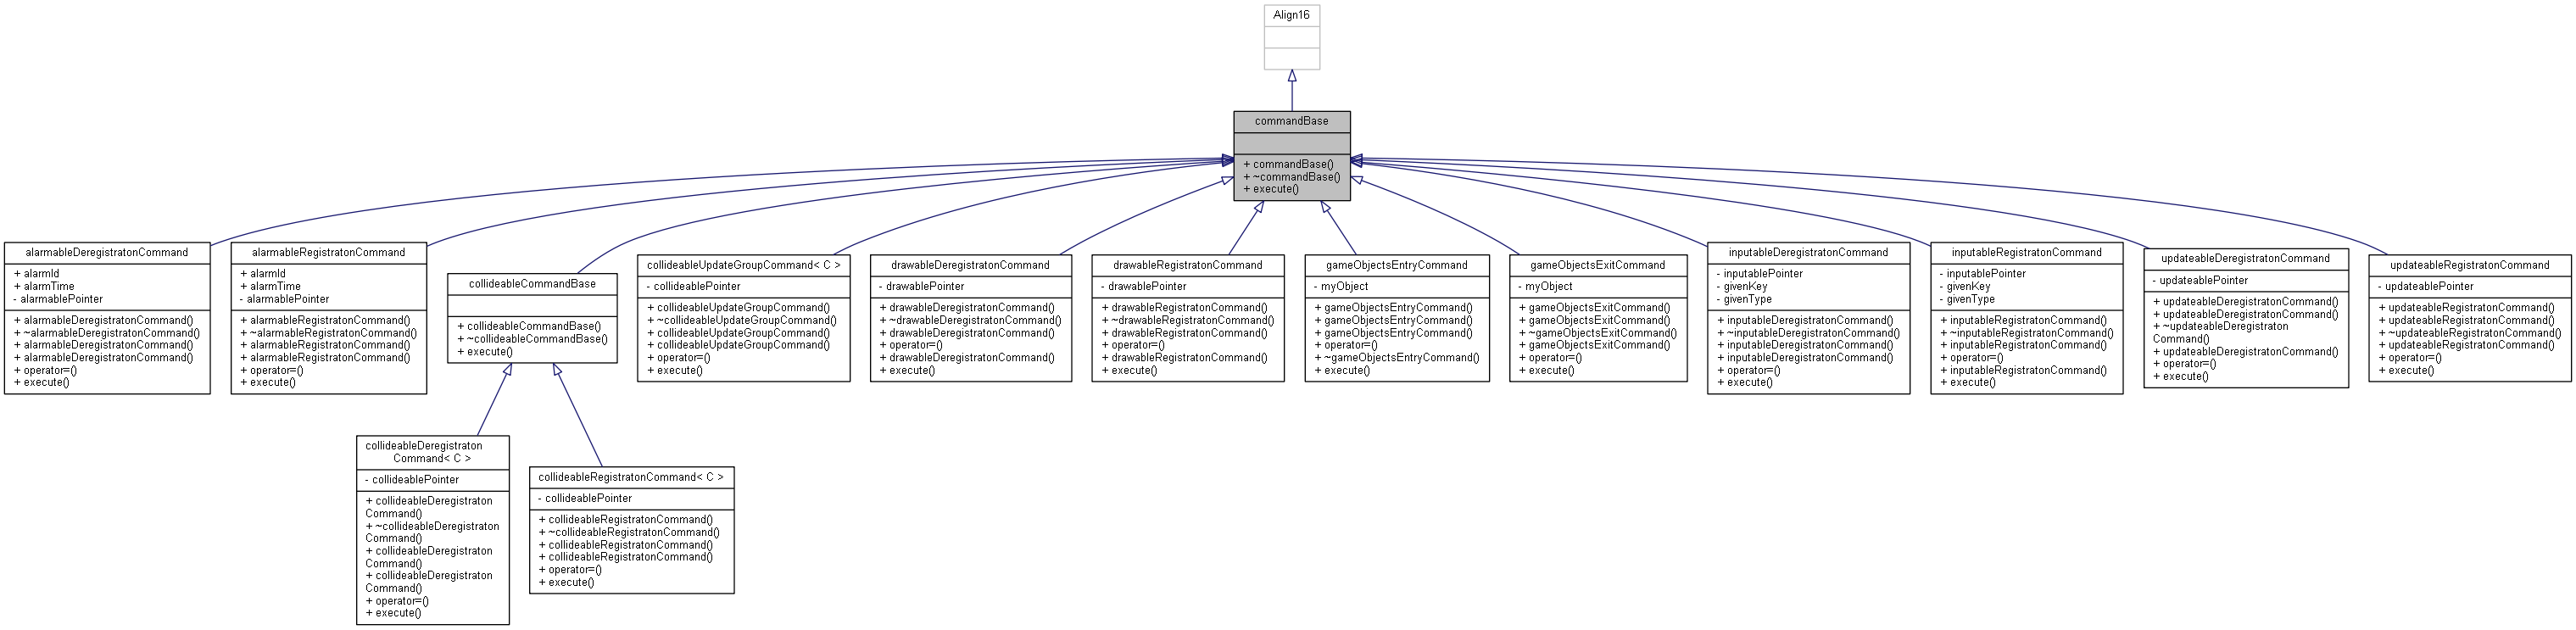 Align16
commandBase
+ commandBase()
+ ~commandBase()
+ execute()
alarmableDeregistratonCommand
+ alarmId
+ alarmTime
- alarmablePointer
+ alarmableDeregistratonCommand()
+ ~alarmableDeregistratonCommand()
+ alarmableDeregistratonCommand()
+ alarmableDeregistratonCommand()
+ operator=()
+ execute()
alarmableRegistratonCommand
+ alarmId
+ alarmTime
- alarmablePointer
+ alarmableRegistratonCommand()
+ ~alarmableRegistratonCommand()
+ alarmableRegistratonCommand()
+ alarmableRegistratonCommand()
+ operator=()
+ execute()
collideableCommandBase
+ collideableCommandBase()
+ ~collideableCommandBase()
+ execute()
collideableUpdateGroupCommand< C >
- collideablePointer
+ collideableUpdateGroupCommand()
+ ~collideableUpdateGroupCommand()
+ collideableUpdateGroupCommand()
+ collideableUpdateGroupCommand()
+ operator=()
+ execute()
drawableDeregistratonCommand
- drawablePointer
+ drawableDeregistratonCommand()
+ ~drawableDeregistratonCommand()
+ drawableDeregistratonCommand()
+ operator=()
+ drawableDeregistratonCommand()
+ execute()
drawableRegistratonCommand
- drawablePointer
+ drawableRegistratonCommand()
+ ~drawableRegistratonCommand()
+ drawableRegistratonCommand()
+ operator=()
+ drawableRegistratonCommand()
+ execute()
gameObjectsEntryCommand
- myObject
+ gameObjectsEntryCommand()
+ gameObjectsEntryCommand()
+ gameObjectsEntryCommand()
+ operator=()
+ ~gameObjectsEntryCommand()
+ execute()
gameObjectsExitCommand
- myObject
+ gameObjectsExitCommand()
+ gameObjectsExitCommand()
+ ~gameObjectsExitCommand()
+ gameObjectsExitCommand()
+ operator=()
+ execute()
inputableDeregistratonCommand
- inputablePointer
- givenKey
- givenType
+ inputableDeregistratonCommand()
+ ~inputableDeregistratonCommand()
+ inputableDeregistratonCommand()
+ inputableDeregistratonCommand()
+ operator=()
+ execute()
inputableRegistratonCommand
- inputablePointer
- givenKey
- givenType
+ inputableRegistratonCommand()
+ ~inputableRegistratonCommand()
+ inputableRegistratonCommand()
+ operator=()
+ inputableRegistratonCommand()
+ execute()
updateableDeregistratonCommand
- updateablePointer
+ updateableDeregistratonCommand()
+ updateableDeregistratonCommand()
+ ~updateableDeregistraton
Command()
+ updateableDeregistratonCommand()
+ operator=()
+ execute()
updateableRegistratonCommand
- updateablePointer
+ updateableRegistratonCommand()
+ updateableRegistratonCommand()
+ ~updateableRegistratonCommand()
+ updateableRegistratonCommand()
+ operator=()
+ execute()
collideableDeregistraton
Command< C >
- collideablePointer
+ collideableDeregistraton
Command()
+ ~collideableDeregistraton
Command()
+ collideableDeregistraton
Command()
+ collideableDeregistraton
Command()
+ operator=()
+ execute()
collideableRegistratonCommand< C >
- collideablePointer
+ collideableRegistratonCommand()
+ ~collideableRegistratonCommand()
+ collideableRegistratonCommand()
+ collideableRegistratonCommand()
+ operator=()
+ execute()